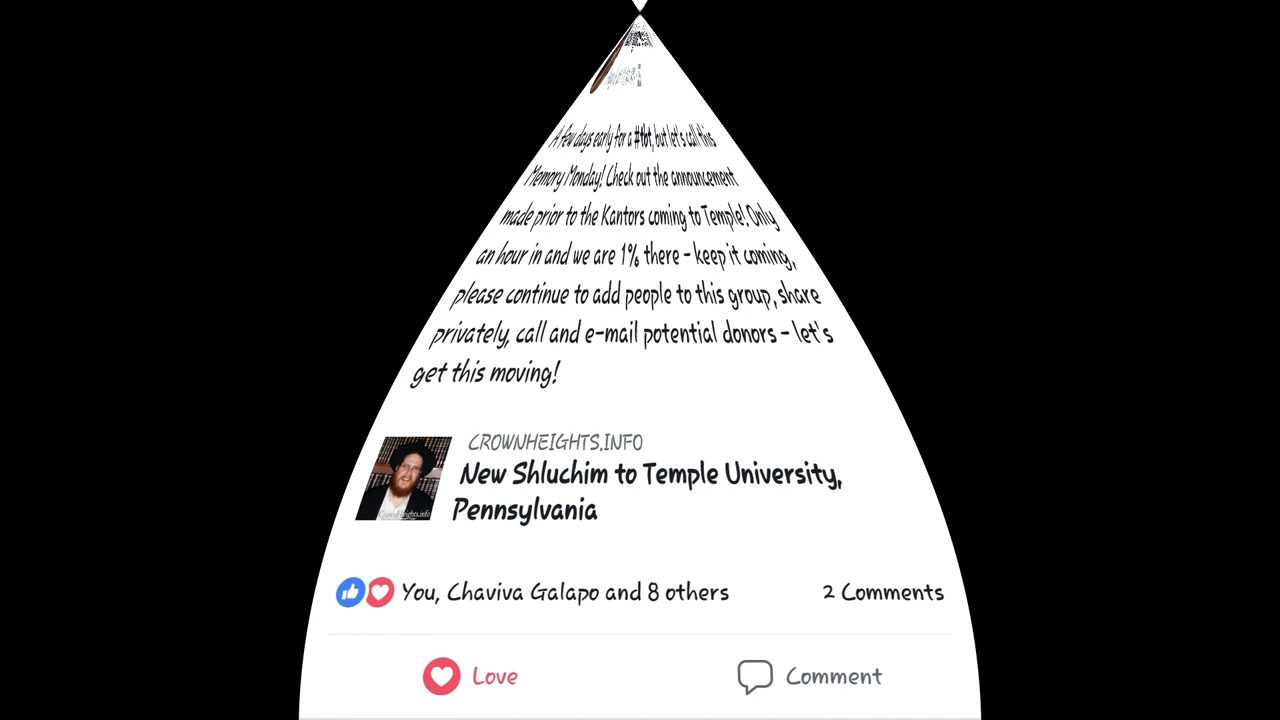 A few days early for a #tbt, but let's call this
Memory Monday! Check out the announcement
made prior to the Kantors coming to Temple! Only
an hour in and we are 1% there - keep it coming,
please continue to add people to this group, share
privately, call and e-mail potential donors - let's
get this moving!
CROWNHEIGHTS.INFO
New Shluchim to Temple University,
Pennsylvania
You, Chaviva Galapo and 8 others
2 Comments
Love
Comment